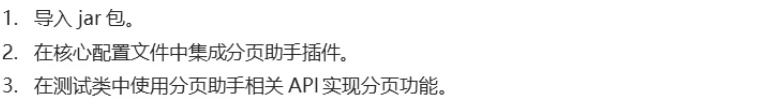 1. 导入 jar 包。
2. 在核心配置文件中集成分页助手插件。
3. 在测试类中使用分页助手相关 API 实现分页功能。